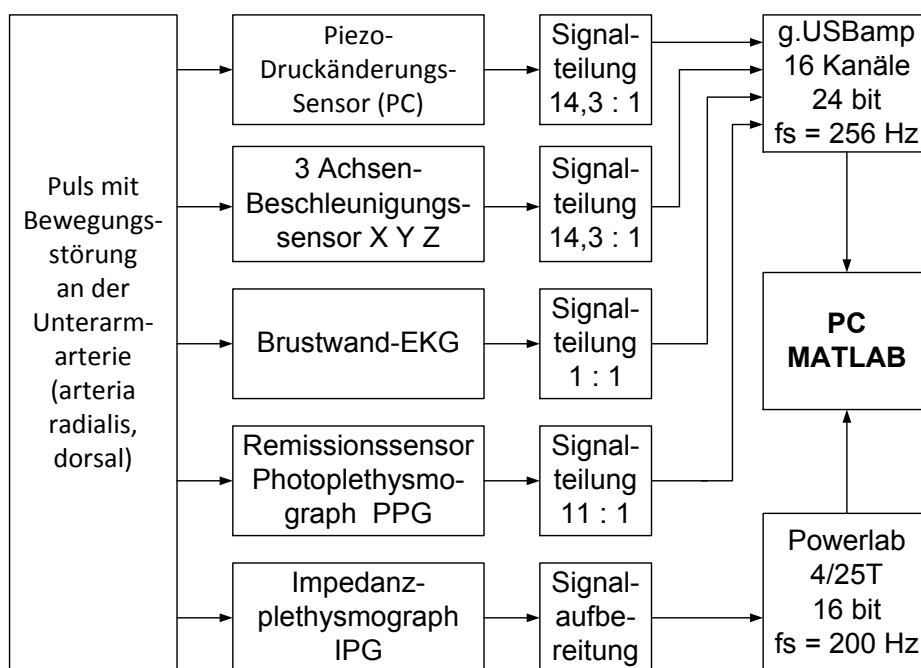 Puls mit
Bewegungs-
störung
an der
Unterarm-
arterie
(arteria
radialis,
dorsal)
Piezo-
Druckänderungs-
Sensor (PC)
Signal-
teilung
14,3 : 1
3 Achsen-
Beschleunigungs-
sensor X Y Z
Signal-
teilung
14,3 : 1
Brustwand-EKG
Signal-
teilung
1 : 1
Remissionssensor
Photoplethysmo-
graph PPG
Signal-
teilung
11 : 1
Impedanz-
plethysmograph
IPG
Signal-
aufbe-
reitung
g.USBamp
16 Kanäle
24 bit
fs = 256 Hz
PC
MATLAB
Powerlab
4/25T
16 bit
fs = 200 Hz